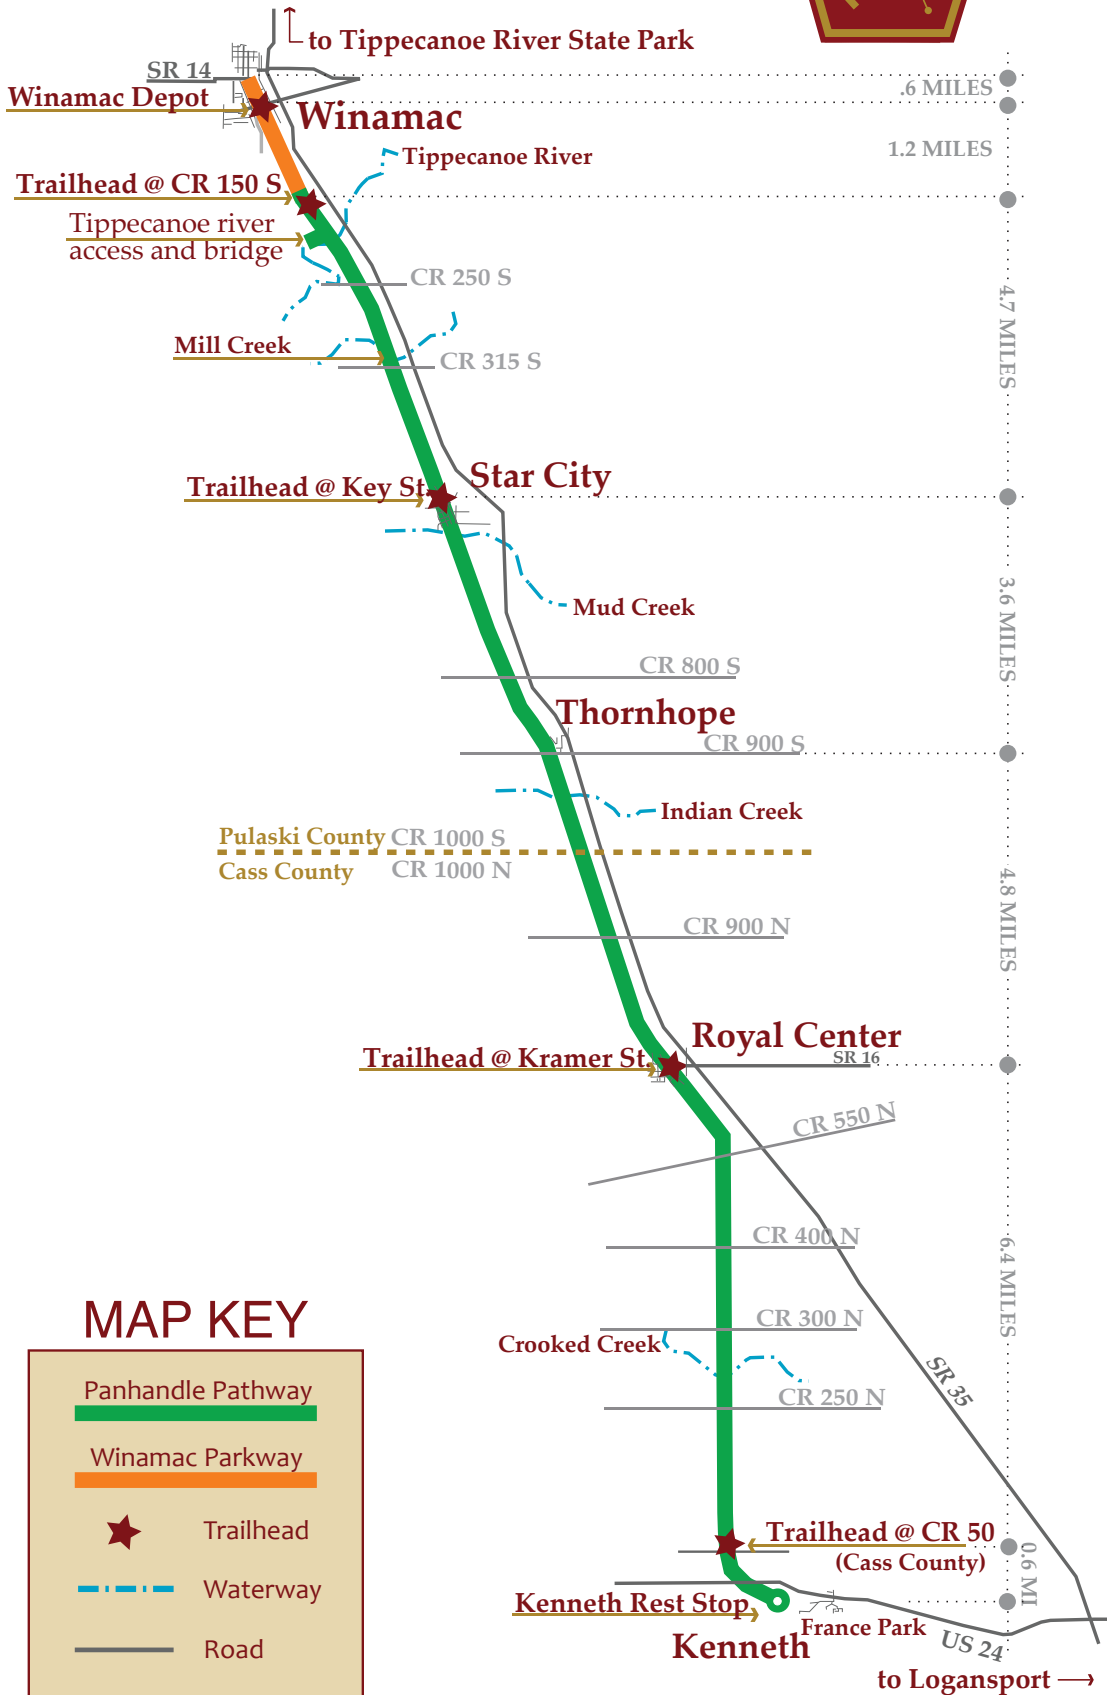 to Tippecanoe River State Park
SR 14
.6 MILES
Winamac Depot
Winamac
1.2 MILES
Tippecanoe River
Trailhead @ CR 150 S
Tippecanoe river
access and bridge
CR 250 S
4.7 MILES
Mill Creek
CR 315 S
Star City
Trailhead @ Key St.
3.6 MILES
Mud Creek
CR 800 S
Thornhope
CR 900 S
Indian Creek
Pulaski County
CR 1000 S
Cass County
CR 1000 N
4.8 MILES
CR 900 N
Royal Center
SR 16
Trailhead @ Kramer St.
CR 550 N
CR 400 N
6.4 MILES
CR 300 N
Crooked Creek
SR 35
CR 250 N
Trailhead @ CR 50
(Cass County)
0.6 MI
Kenneth Rest Stop
France Park
Kenneth
US 24
to Logansport
MAP KEY
Panhandle Pathway
Winamac Parkway
Trailhead
Waterway
Road